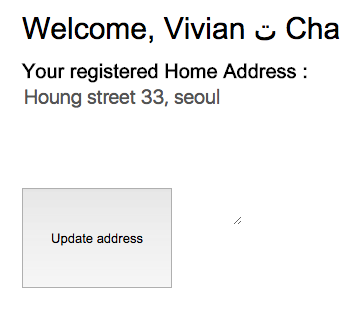 Welcome, Vivian ت Cha
Your registered Home Address :
Houng street 33, seoul
Update address